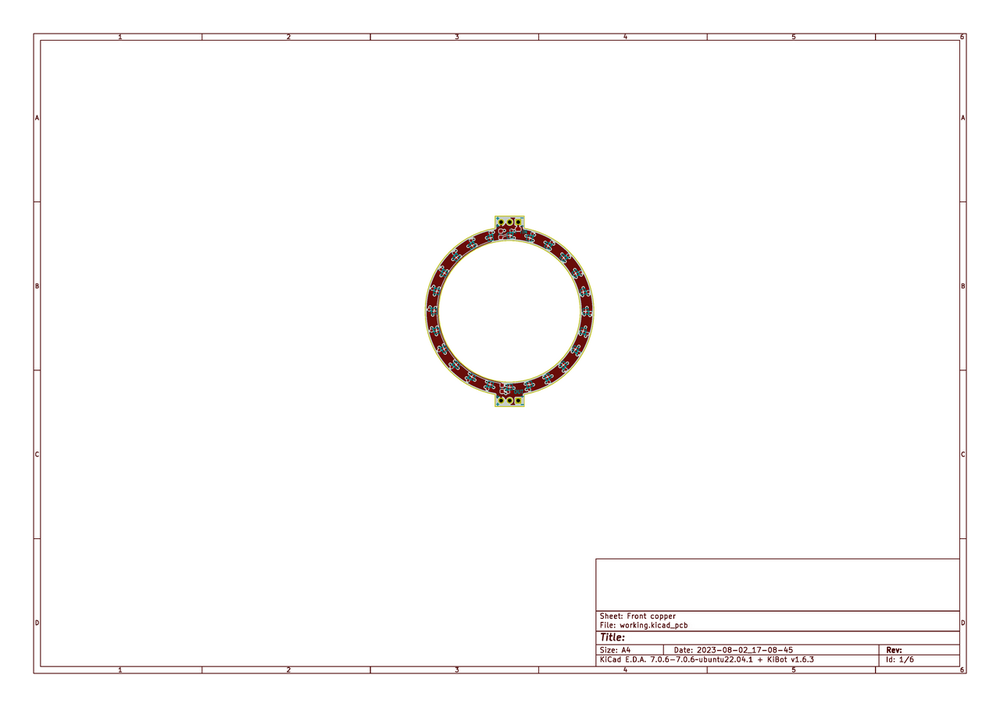 1 2 3 4 5 6
A A
B B
C C
D D
Sheet: Front copper
File: working.kicad_pcb
Title:
Size: A4 Date: 2023-08-02_17-08-45 Rev:
KiCad E.D.A. 7.0.6-7.0.6-ubuntu22.04.1 + KiBot v1.6.3 Id: 1/6
1 2 3 4 5 6